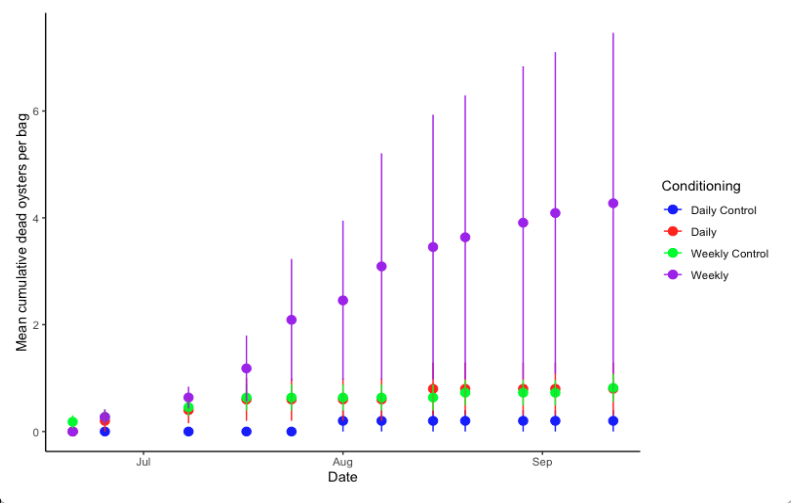 Mean cumulative dead oysters per bag
6
4
2
0
Jul
Aug
Sep
Date
Conditioning
Daily Control
Daily
Weekly Control
Weekly